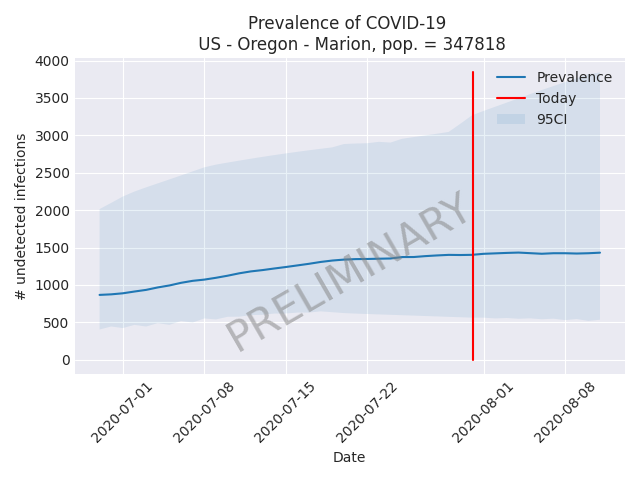 Prevalence of COVID-19
US - Oregon - Marion, pop. = 347818
4000
3500
3000
2500
2000
1500
1000
500
0
# undetected infections
Prevalence
Today
95CI
PRELIMINARY
2020-07-01
2020-07-08
2020-07-15
2020-07-22
2020-08-01
2020-08-08
Date